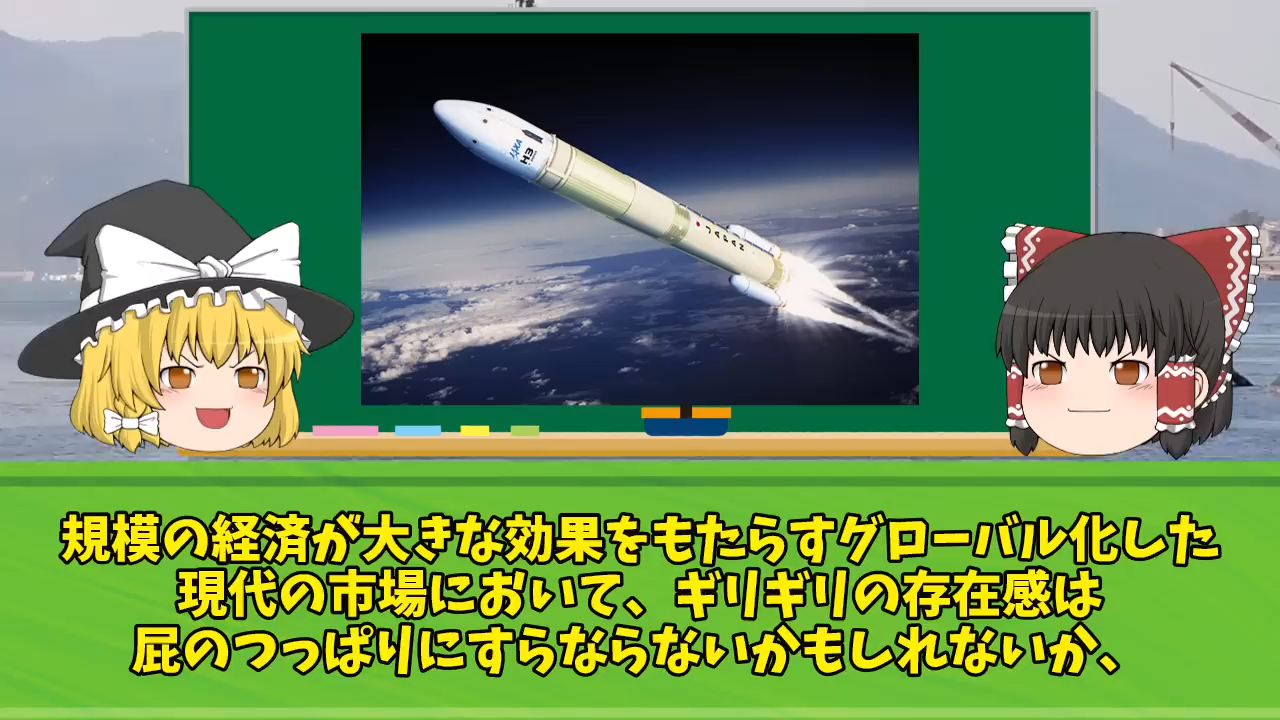 JAXA
H3
JAPAN
規模の経済が大きな効果をもたらすグローバル化した
現代の市場において、ギリギリの存在感は
屁のつっぱりにすらならないかもしれないか、